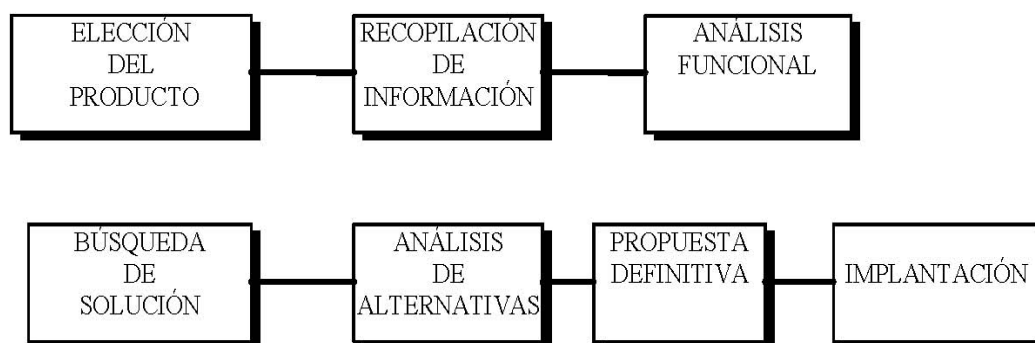 ELECCIÓN
DEL
PRODUCTO
RECOPILACIÓN
DE
INFORMACIÓN
ANÁLISIS
FUNCIONAL
BÚSQUEDA
DE
SOLUCIÓN
ANÁLISIS
DE
ALTERNATIVAS
PROPUESTA
DEFINITIVA
IMPLANTACIÓN